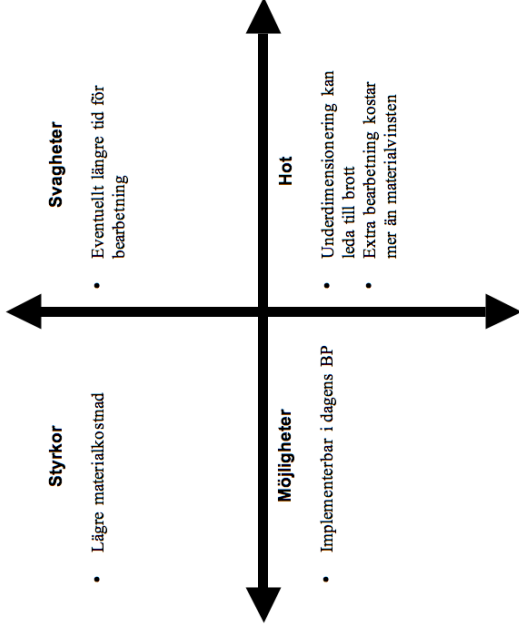 Styrkor
• Lägre materialkostnad
Svagheter
• Eventuellt längre tid för
bearbetning
Möjligheter
• Implementerbar i dagens BP
Hot
• Underdimensionering kan
leda till brott
• Extra bearbetning kostar
mer än materialvinsten